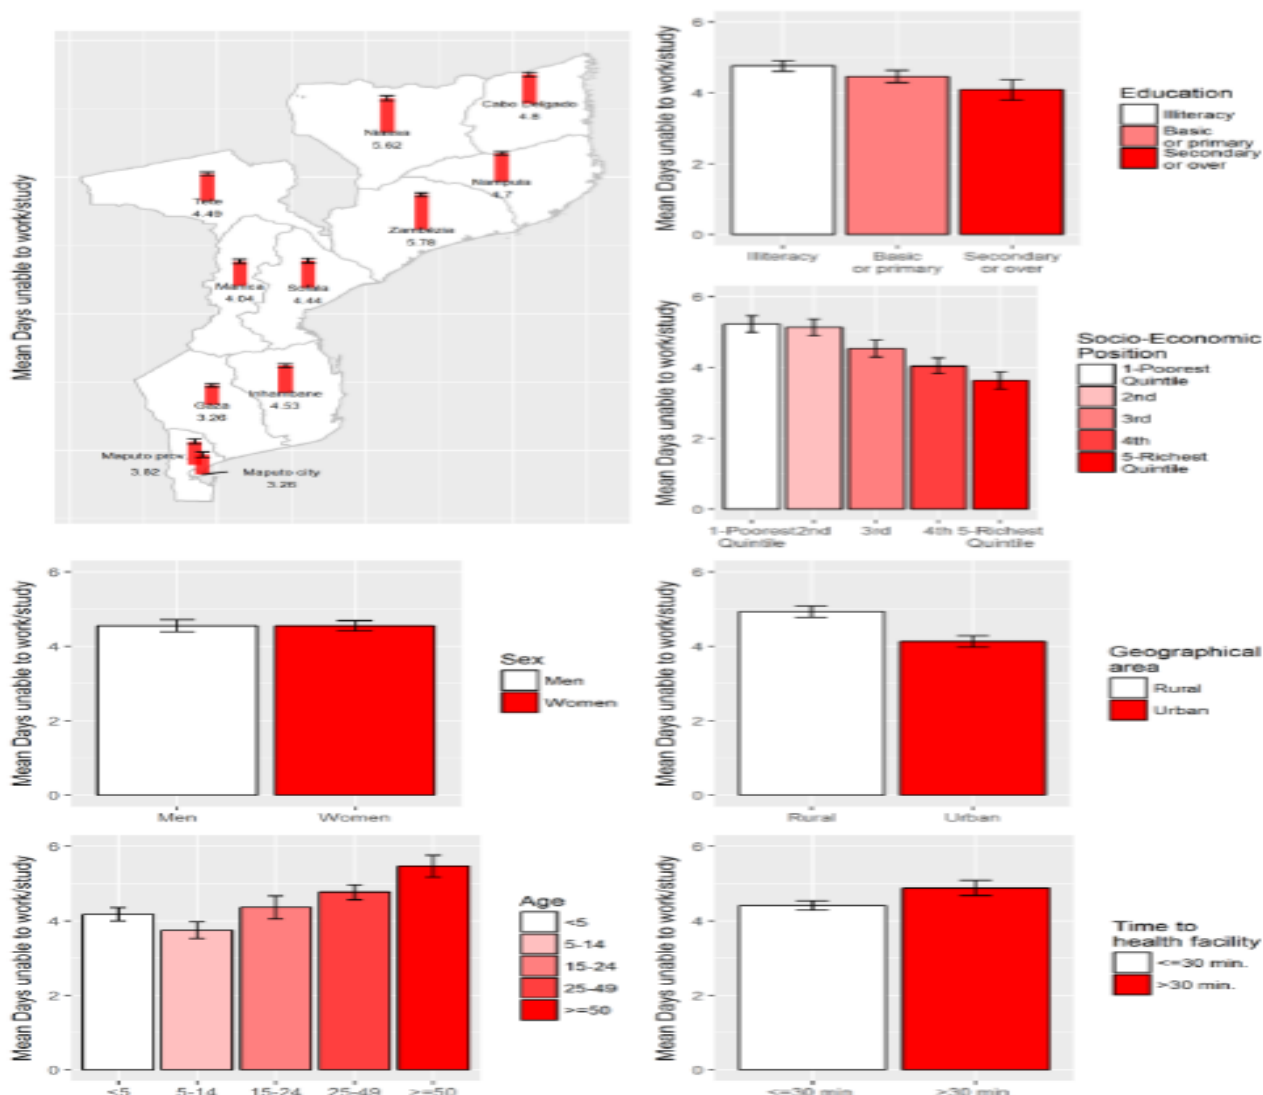 Mean Days unable to work/study
Cabo Delgado
4.8
Niassa
5.62
Nampula
4.7
Tete
4.49
Zambezia
5.78
Manica
4.04
Sofala
4.44
Inhambane
4.53
Gaza
3.26
Maputo prov
3.82
Maputo city
3.26
Mean Days unable to work/study
6
4
2
0
Illiteracy
Basic
or primary
Secondary
or over
Education
Illiteracy
Basic
or primary
Secondary
or over
Mean Days unable to work/study
6
4
2
0
1-Poorest
Quintile
2nd
3rd
4th
5-Richest
Quintile
Socio-Economic
Position
1-Poorest
Quintile
2nd
3rd
4th
5-Richest
Quintile
Mean Days unable to work/study
6
4
2
0
Men
Women
Sex
Men
Women
Mean Days unable to work/study
6
4
2
0
Rural
Urban
Geographical
area
Rural
Urban
Mean Days unable to work/study
6
4
2
0
<5
5-14
15-24
25-49
>=50
Age
<5
5-14
15-24
25-49
>=50
Mean Days unable to work/study
6
4
2
0
<=30 min
>30 min
Time to
health facility
<=30 min.
>30 min.